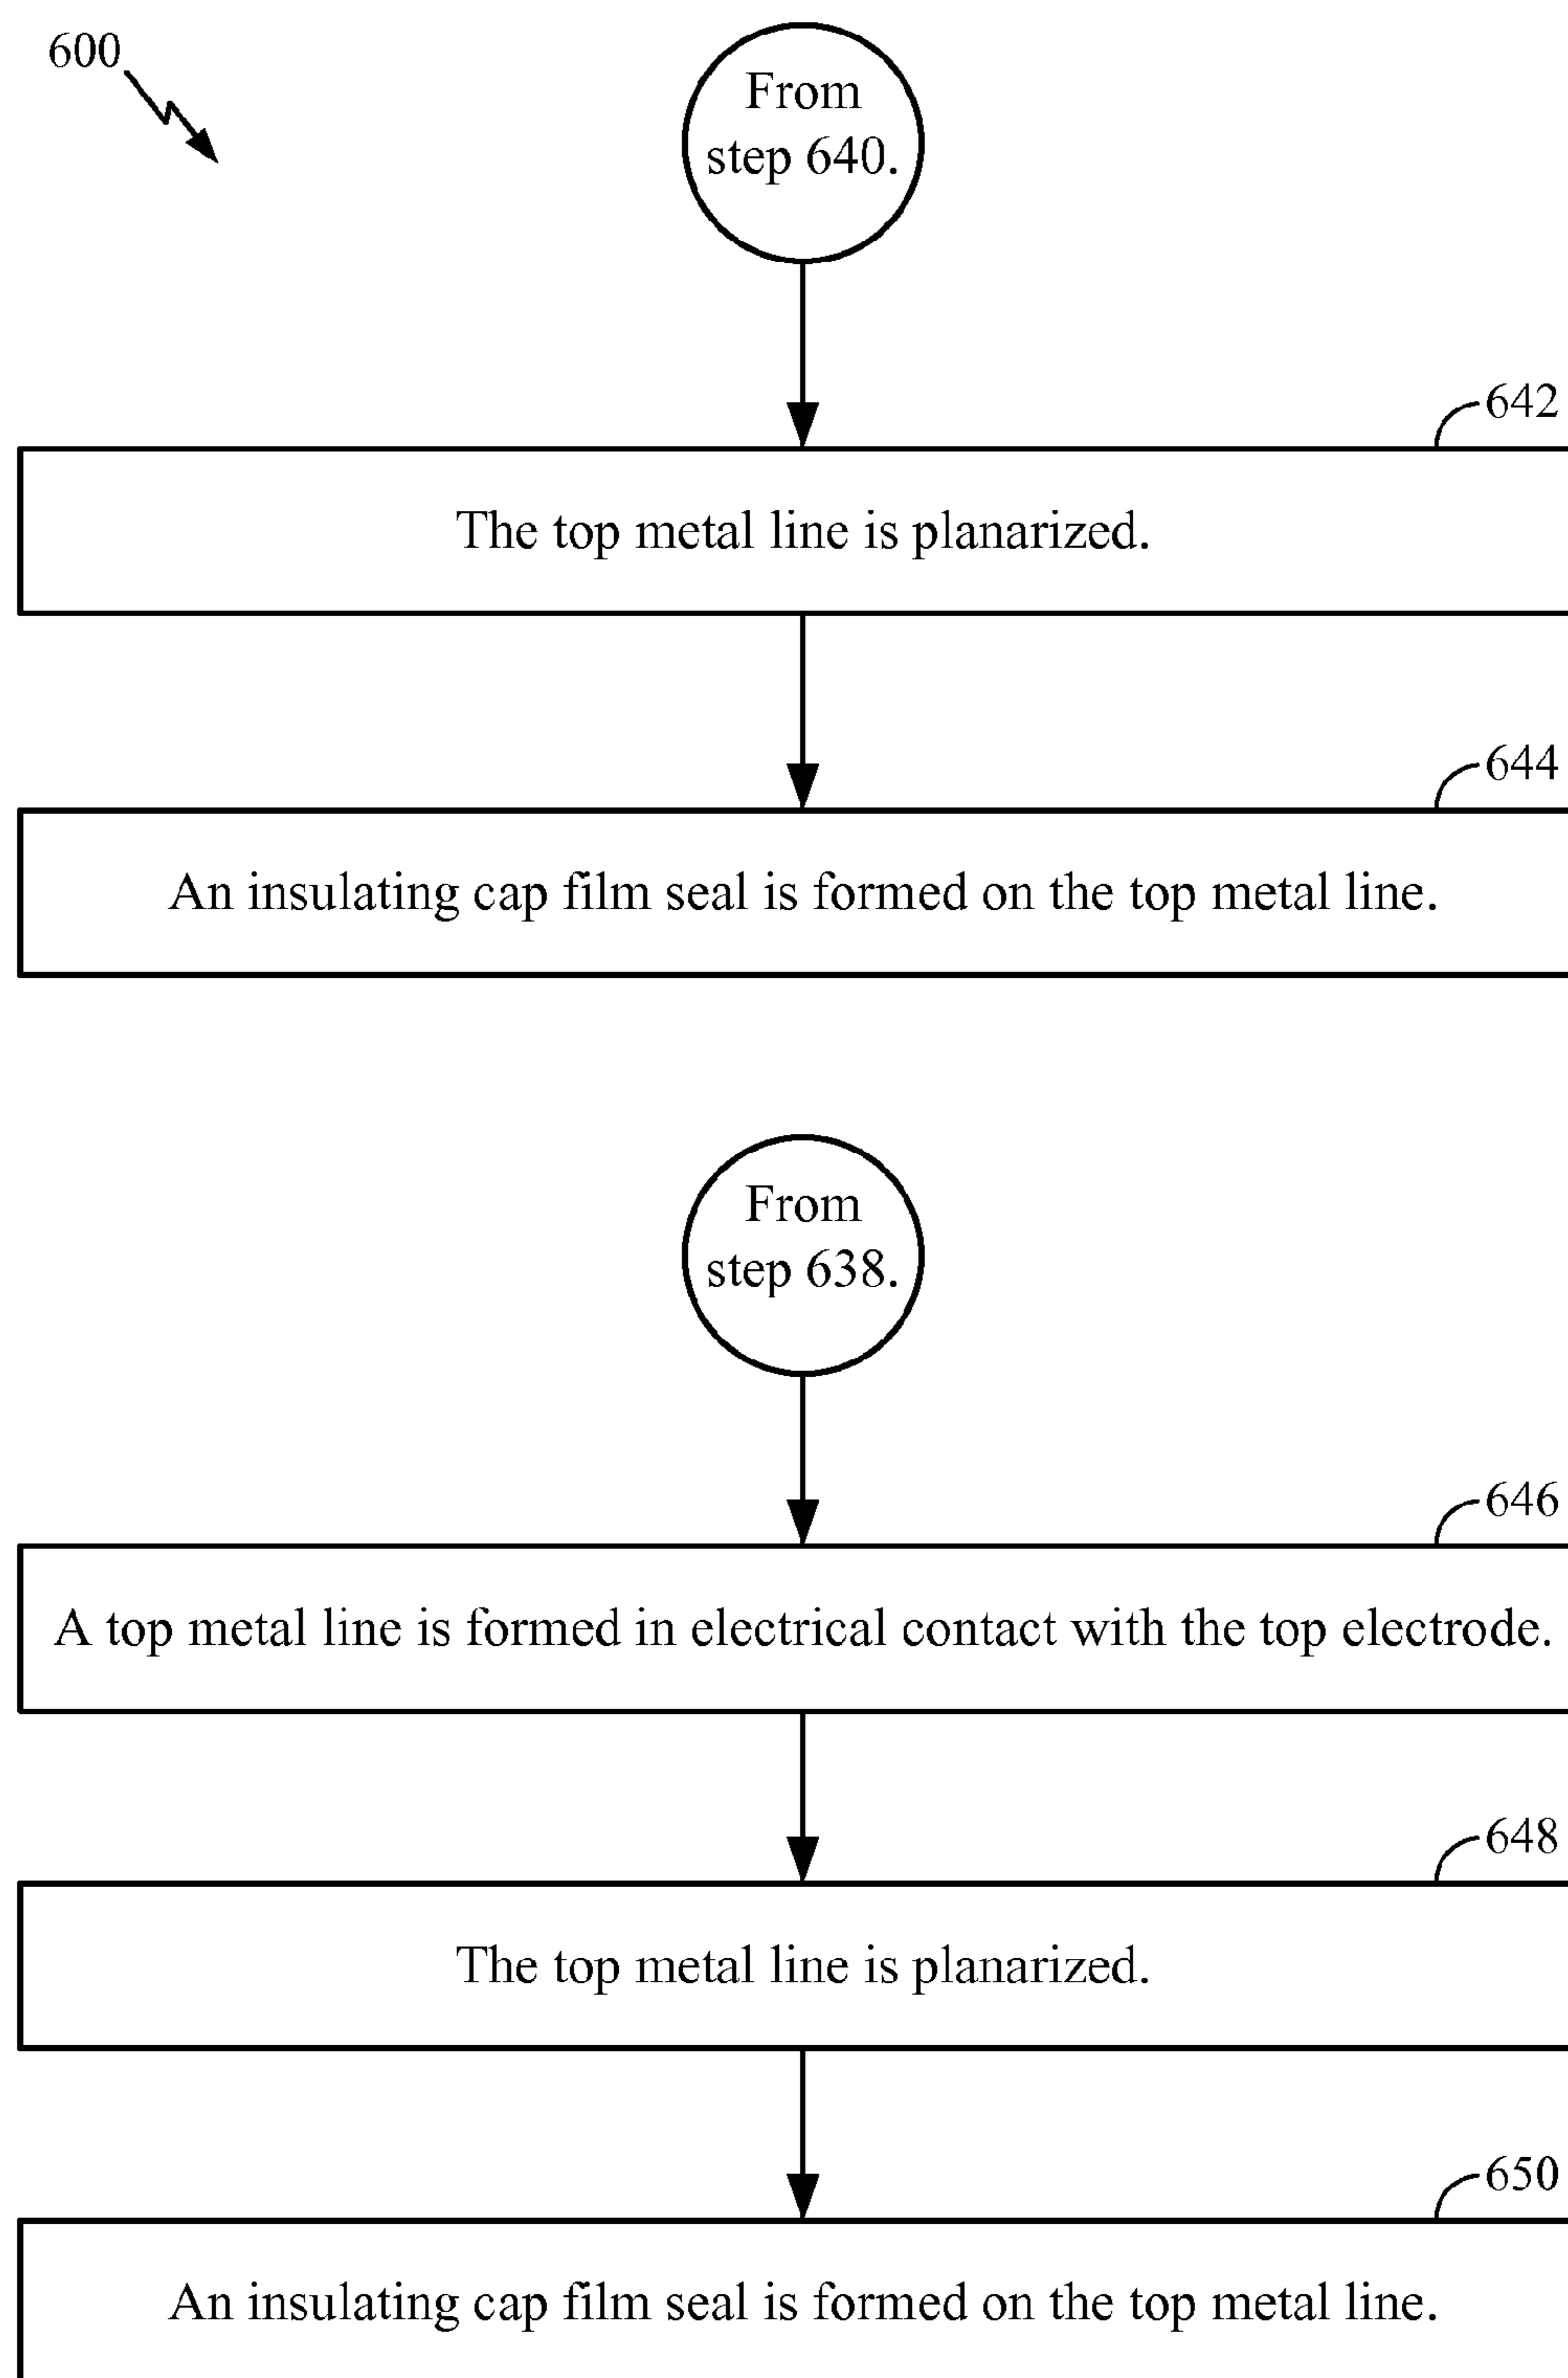 600
From
step 640.
642
The top metal line is planarized.
644
An insulating cap film seal is formed on the top metal line.
From
step 638.
646
A top metal line is formed in electrical contact with the top electrode.
648
The top metal line is planarized.
650
An insulating cap film seal is formed on the top metal line.